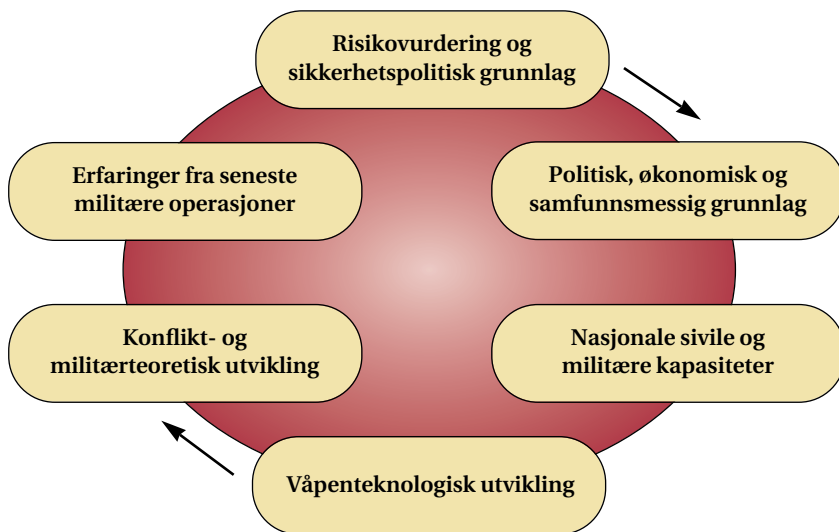 Risikovurdering og
sikkerhetspolitisk grunnlag
Erfaringer fra seneste
militære operasjoner
Politisk, økonomisk og
samfunnsmessig grunnlag
Konflikt- og
militærteoretisk utvikling
Nasjonale sivile og
militære kapasiteter
Våpenteknologisk utvikling